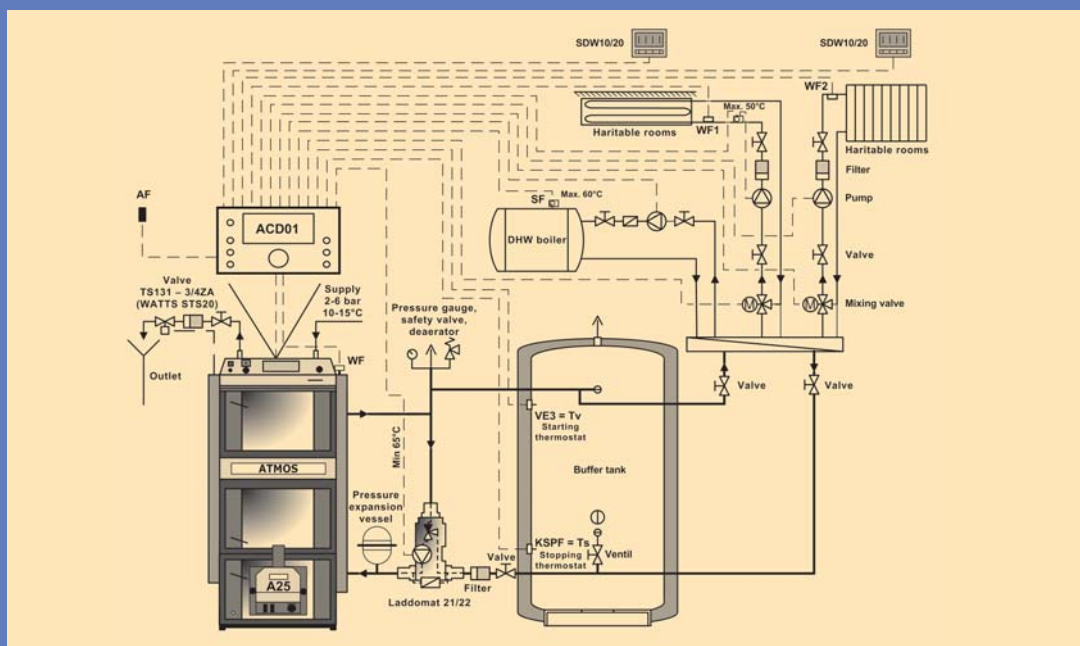 SDW10/20
SDW10/20
WF2
Max. 50°C
WF1
Haritable rooms
Haritable rooms
Filter
AF
SF
Max. 60°C
Pump
ACD01
DHW boiler
Valve
TS131 – 3/4ZA
(WATTS STS20)
Supply
2-6 bar
10-15°C
Valve
Pressure gauge,
safety valve,
deaerator
M
M
Mixing valve
WF
Outlet
Valve
Valve
VE3 = Tv
Starting
thermostat
Min 65°C
ATMOS
Buffer tank
Pressure
expansion
vessel
KSPF = Ts
Stopping
thermostat
Ventil
Valve
A25
Filter
Laddomat 21/22